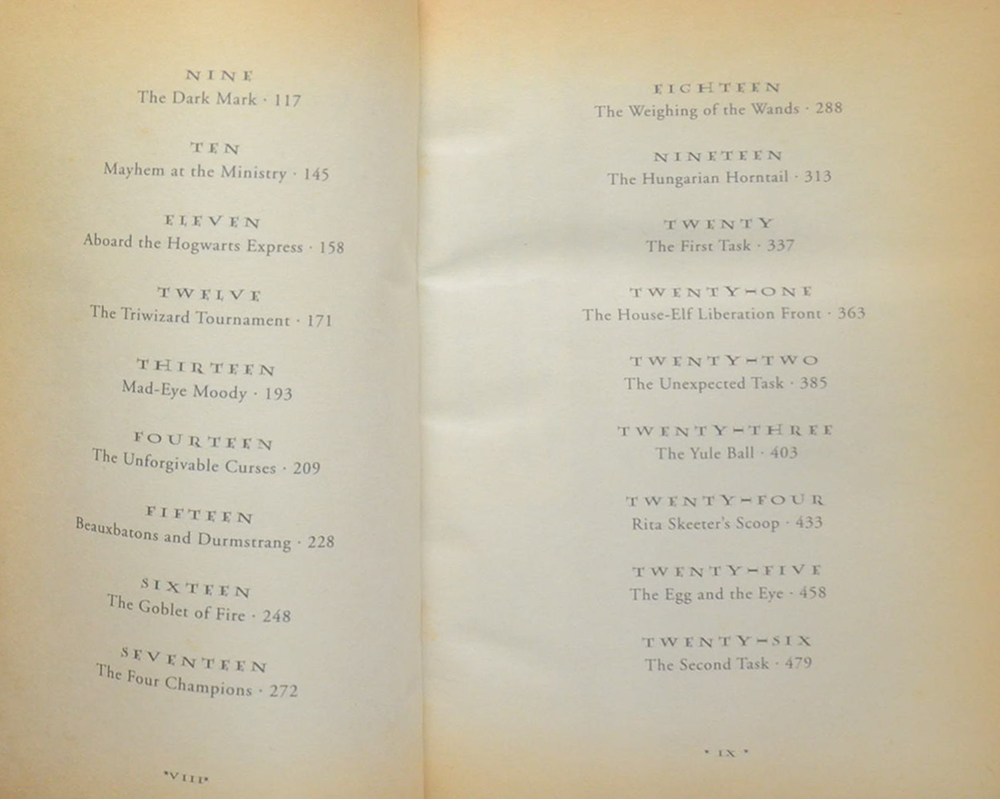 NINE
The Dark Mark · 117
TEN
Mayhem at the Ministry · 145
ELEVEN
Aboard the Hogwarts Express · 158
TWELVE
The Triwizard Tournament · 171
THIRTEEN
Mad-Eye Moody · 193
FOURTEEN
The Unforgivable Curses · 209
FIFTEEN
Beauxbatons and Durmstrang · 228
SIXTEEN
The Goblet of Fire · 248
SEVENTEEN
The Four Champions · 272
*VIII*
EIGHTEEN
The Weighing of the Wands · 288
NINETEEN
The Hungarian Horntail · 313
TWENTY
The First Task · 337
TWENTY-ONE
The House-Elf Liberation Front · 363
TWENTY-TWO
The Unexpected Task · 385
TWENTY-THREE
The Yule Ball · 403
TWENTY-FOUR
Rita Skeeter's Scoop · 433
TWENTY-FIVE
The Egg and the Eye · 458
TWENTY-SIX
The Second Task · 479
* IX *